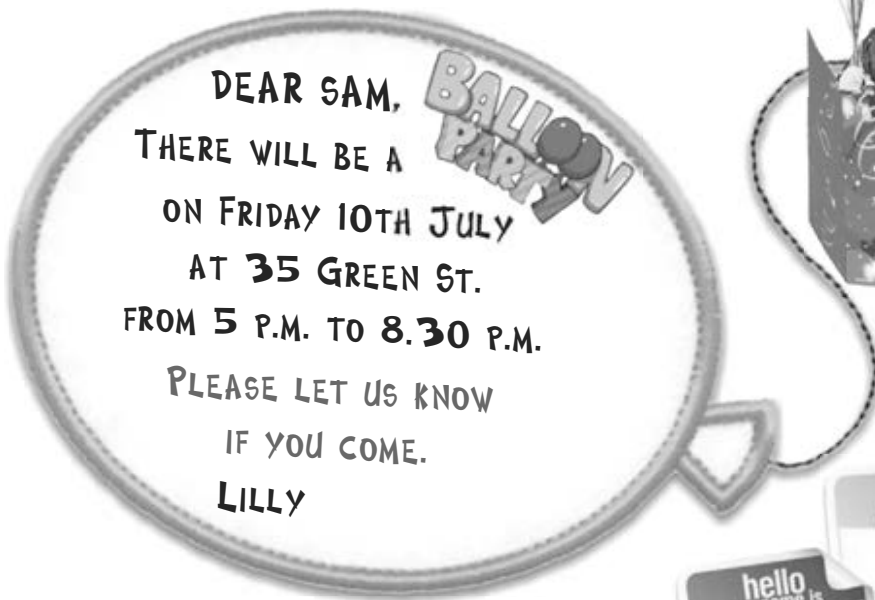 DEAR SAM,
THERE WILL BE A
BALLOON
PARTY
ON FRIDAY 10TH JULY
AT 35 GREEN ST.
FROM 5 P.M. TO 8.30 P.M.
PLEASE LET US KNOW
IF YOU COME.
LILLY
hello